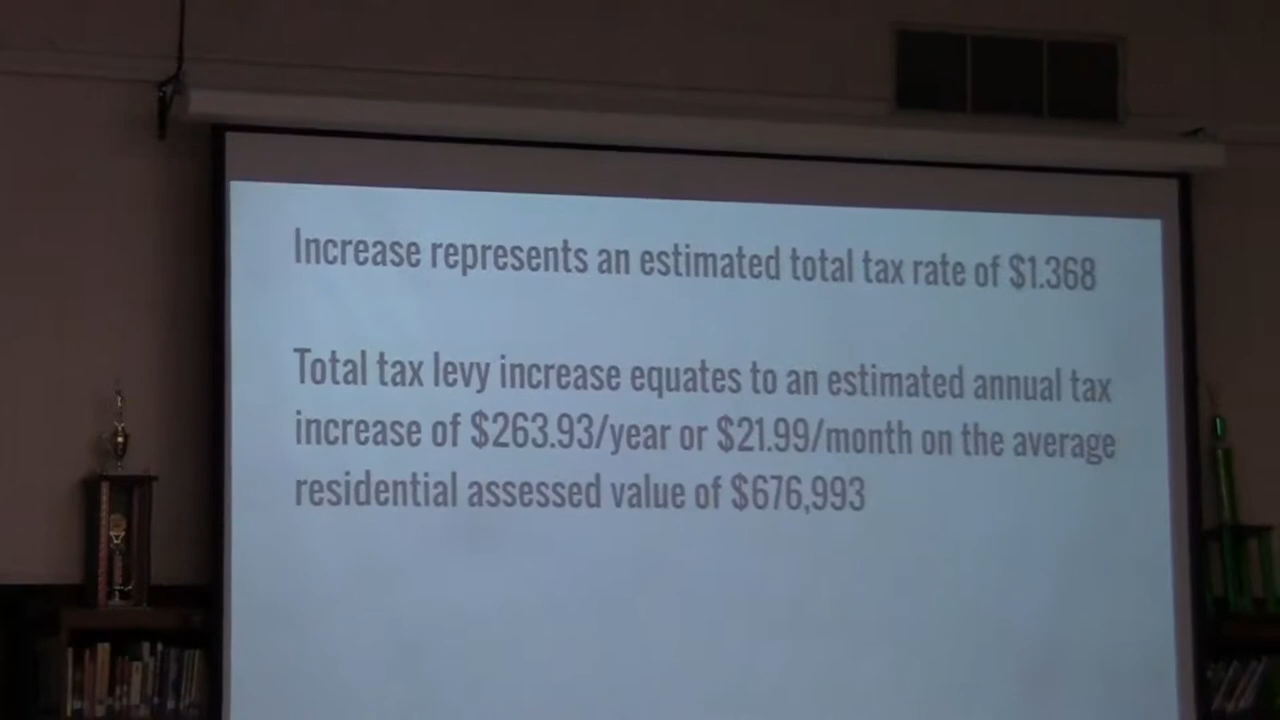 Increase represents an estimated total tax rate of $1.368
Total tax levy increase equates to an estimated annual tax
increase of $263.93/year or $21.99/month on the average
residential assessed value of $676,993